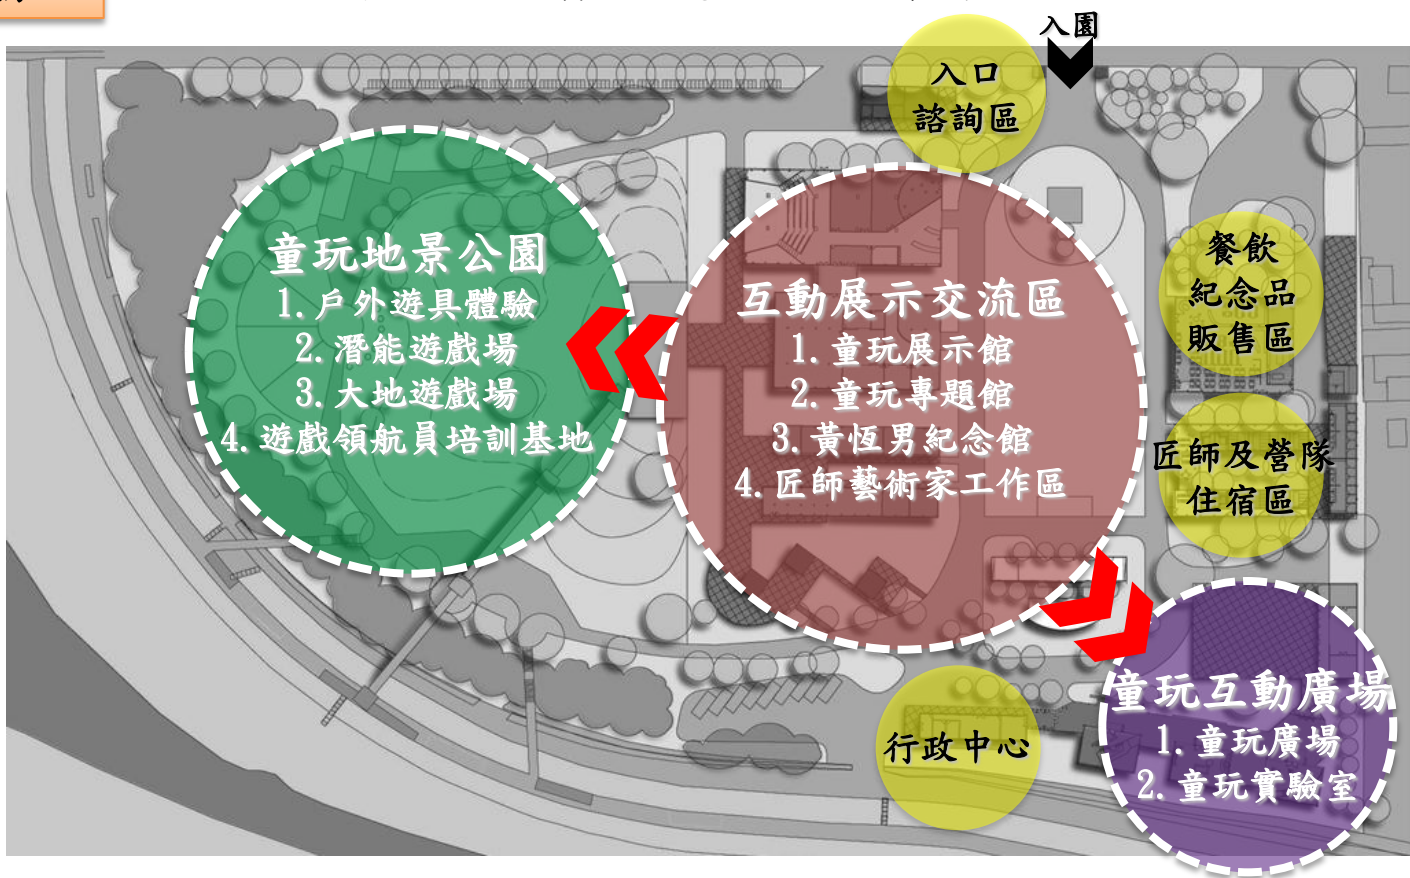 入園
入口
諮詢區
童玩地景公園
1.戶外遊具體驗
2.潛能遊戲場
3.大地遊戲場
4.遊戲領航員培訓基地
互動展示交流區
1.童玩展示館
2.童玩專題館
3.黃恆男紀念館
4.匠師藝術家工作區
餐飲
紀念品
販售區
匠師及營隊
住宿區
行政中心
童玩互動廣場
1.童玩廣場
2.童玩實驗室